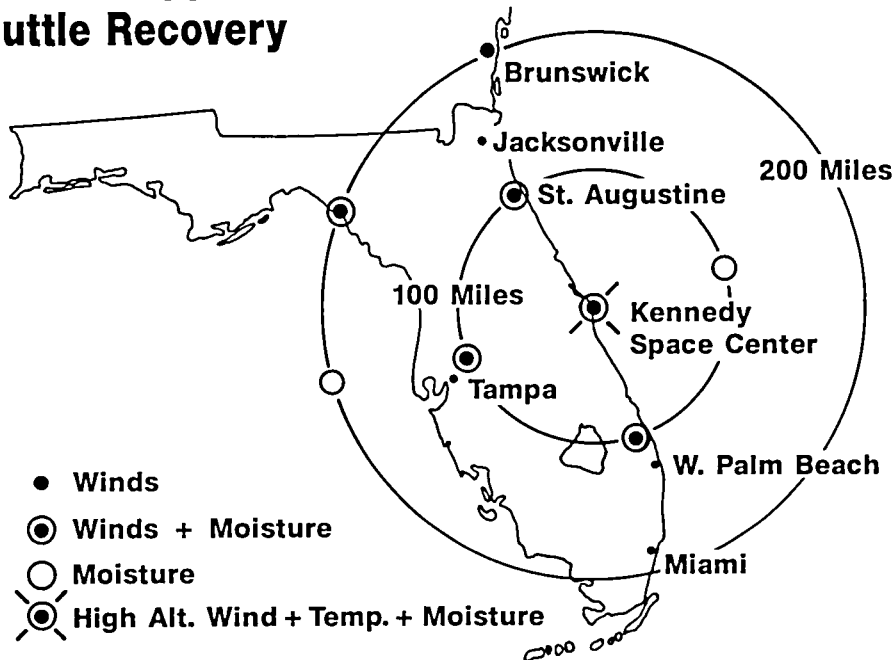 uttle Recovery
Brunswick
Jacksonville
200 Miles
St. Augustine
100 Miles
Kennedy
Space Center
Tampa
W. Palm Beach
Miami
Winds
Winds + Moisture
Moisture
High Alt. Wind + Temp. + Moisture